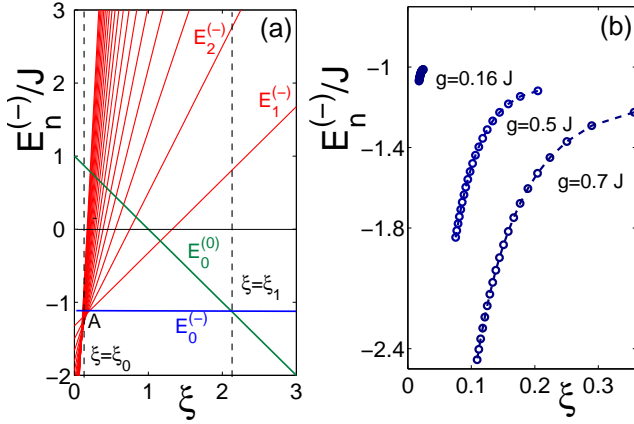 (a)
E_n^{(-)}/J
3
2
1
0
−1
−2
E_2^{(-)}
E_1^{(-)}
E_0^{(0)}
ξ=ξ_1
A
E_0^{(-)}
ξ=ξ_0
0 1 2 3
ξ
(b)
E_n^{(-)}/J
−1
−1.4
−1.8
−2.4
g=0.16 J
g=0.5 J
g=0.7 J
0 0.1 0.2 0.3
ξ